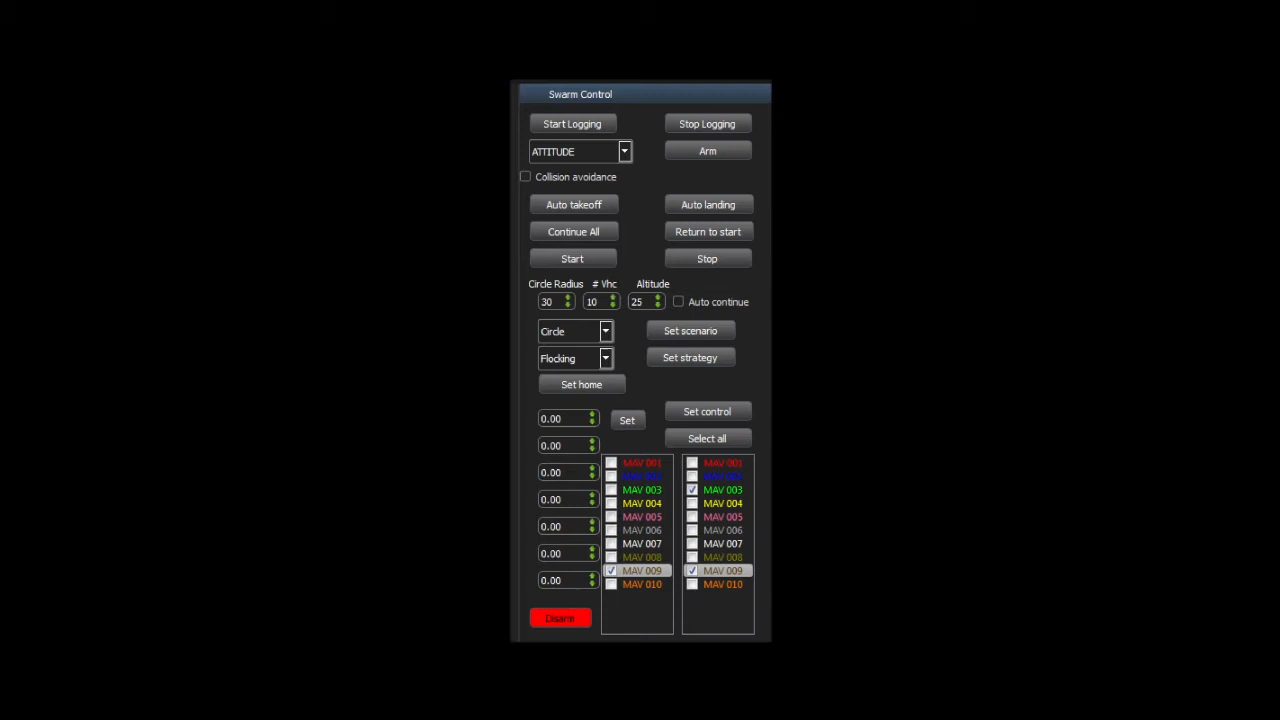 Swarm Control
Start Logging Stop Logging
ATTITUDE Arm
Collision avoidance
Auto takeoff Auto landing
Continue All Return to start
Start Stop
Circle Radius # Vhc Altitude
30 10 25 Auto continue
Circle Set scenario
Flocking Set strategy
Set home
0.00 Set Set control
0.00 Select all
MAV 001 MAV 001
0.00 MAV 002 MAV 002
MAV 003 MAV 003
0.00 MAV 004 MAV 004
MAV 005 MAV 005
0.00 MAV 006 MAV 006
MAV 007 MAV 007
0.00 MAV 008 MAV 008
MAV 009 MAV 009
0.00 MAV 010 MAV 010
Disarm